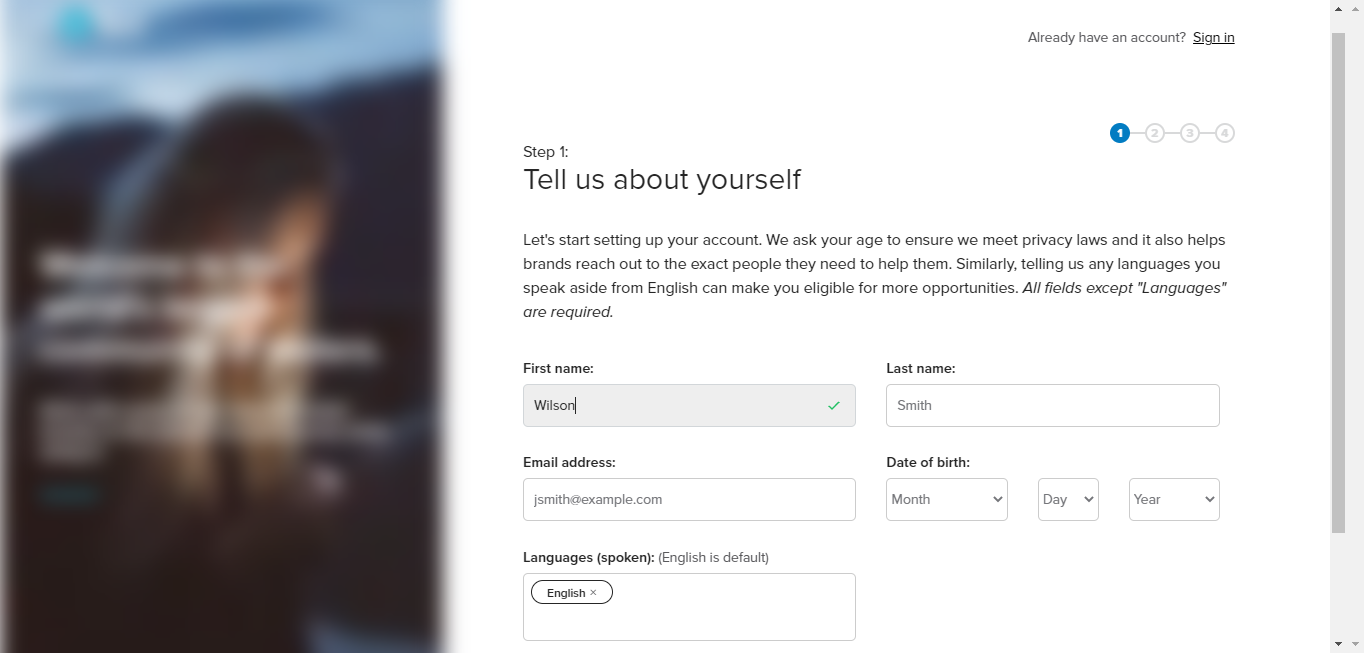 Already have an account? Sign in
1 2 3 4
Step 1:
Tell us about yourself
Let's start setting up your account. We ask your age to ensure we meet privacy laws and it also helps
brands reach out to the exact people they need to help them. Similarly, telling us any languages you
speak aside from English can make you eligible for more opportunities. All fields except "Languages"
are required.
First name:
Last name:
Wilson
Smith
Email address:
Date of birth:
jsmith@example.com
Month
Day
Year
Languages (spoken): (English is default)
English ×